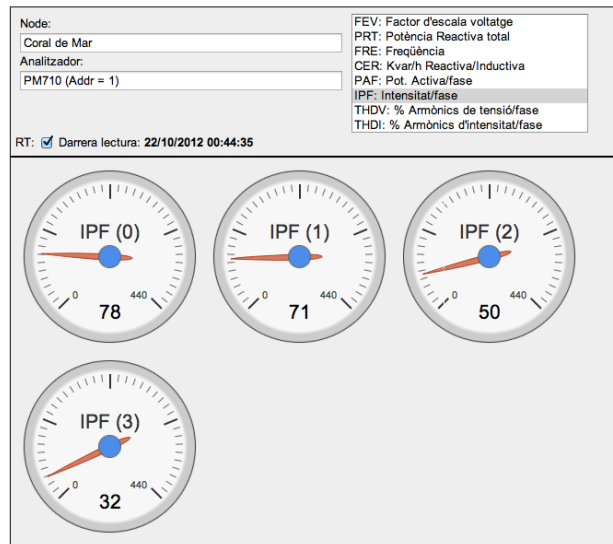 Node:
Coral de Mar
Analitzador:
PM710 (Addr = 1)
RT: Darrera lectura: 22/10/2012 00:44:35
FEV: Factor d'escala voltatge
PRT: Potència Reactiva total
FRE: Freqüència
CER: Kvar/h Reactiva/Inductiva
PAF: Pot. Activa/fase
IPF: Intensitat/fase
THDV: % Armònics de tensió/fase
THDI: % Armònics d'intensitat/fase
IPF (0)
0 440
78
IPF (1)
0 440
71
IPF (2)
0 440
50
IPF (3)
0 440
32